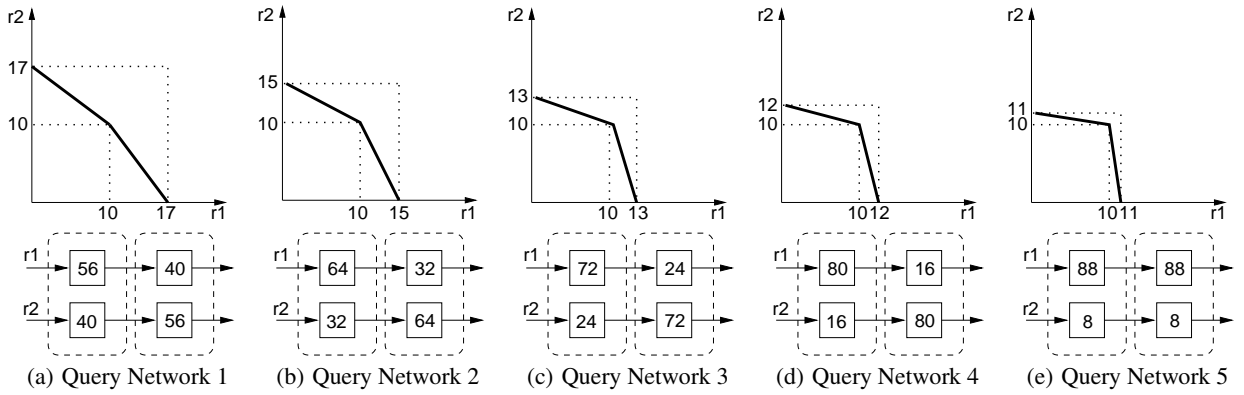 r2
17
10
10
17
r1
r1
56
40
r2
40
56
(a) Query Network 1
r2
15
10
10
15
r1
r1
64
32
r2
32
64
(b) Query Network 2
r2
13
10
10
13
r1
r1
72
24
r2
24
72
(c) Query Network 3
r2
12
10
10
12
r1
r1
80
16
r2
16
80
(d) Query Network 4
r2
11
10
10
11
r1
r1
88
88
r2
8
8
(e) Query Network 5